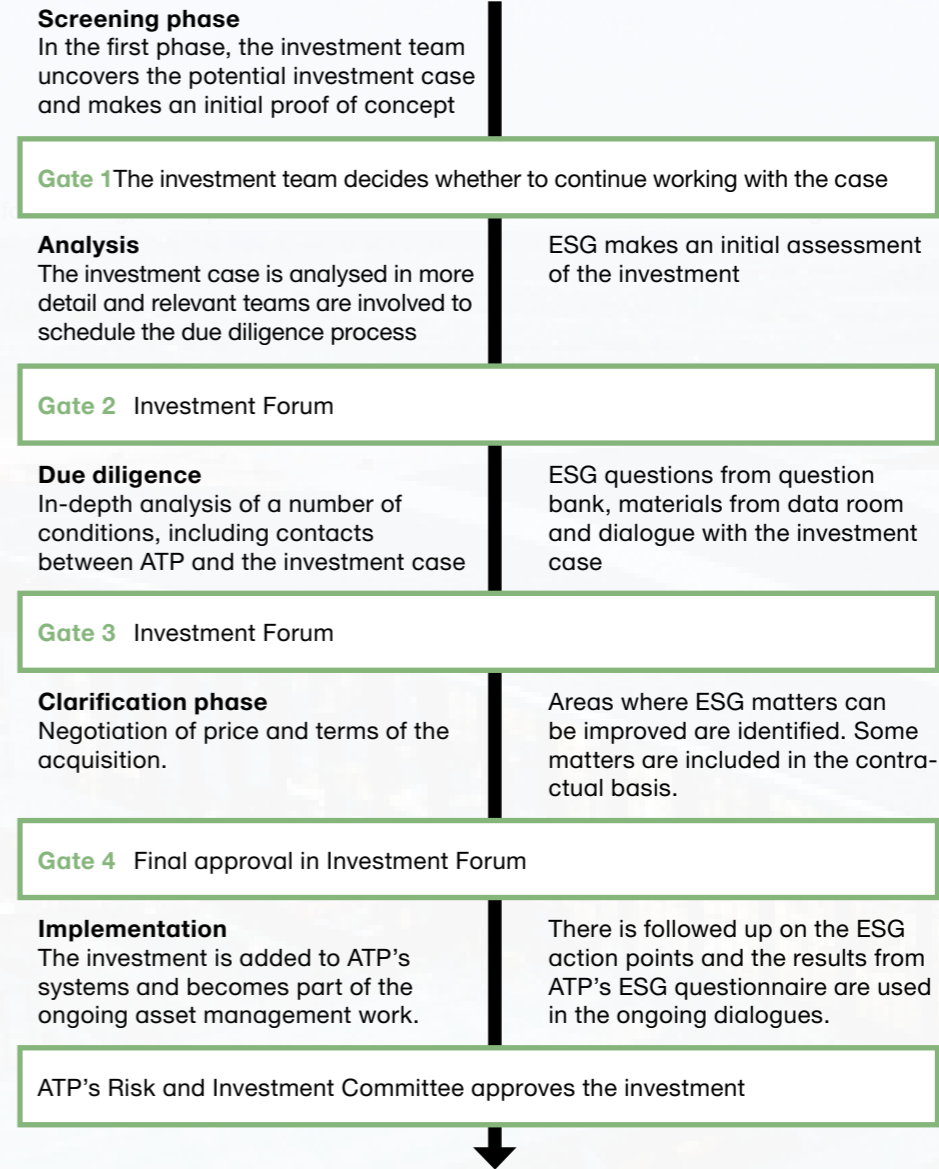 Screening phase
In the first phase, the investment team
uncovers the potential investment case
and makes an initial proof of concept
Gate 1 The investment team decides whether to continue working with the case
Analysis
The investment case is analysed in more
detail and relevant teams are involved to
schedule the due diligence process
ESG makes an initial assessment
of the investment
Gate 2 Investment Forum
Due diligence
In-depth analysis of a number of
conditions, including contacts
between ATP and the investment case
ESG questions from question
bank, materials from data room
and dialogue with the investment
case
Gate 3 Investment Forum
Clarification phase
Negotiation of price and terms of the
acquisition.
Areas where ESG matters can
be improved are identified. Some
matters are included in the contra-
ctual basis.
Gate 4 Final approval in Investment Forum
Implementation
The investment is added to ATP's
systems and becomes part of the
ongoing asset management work.
There is followed up on the ESG
action points and the results from
ATP's ESG questionnaire are used
in the ongoing dialogues.
ATP's Risk and Investment Committee approves the investment